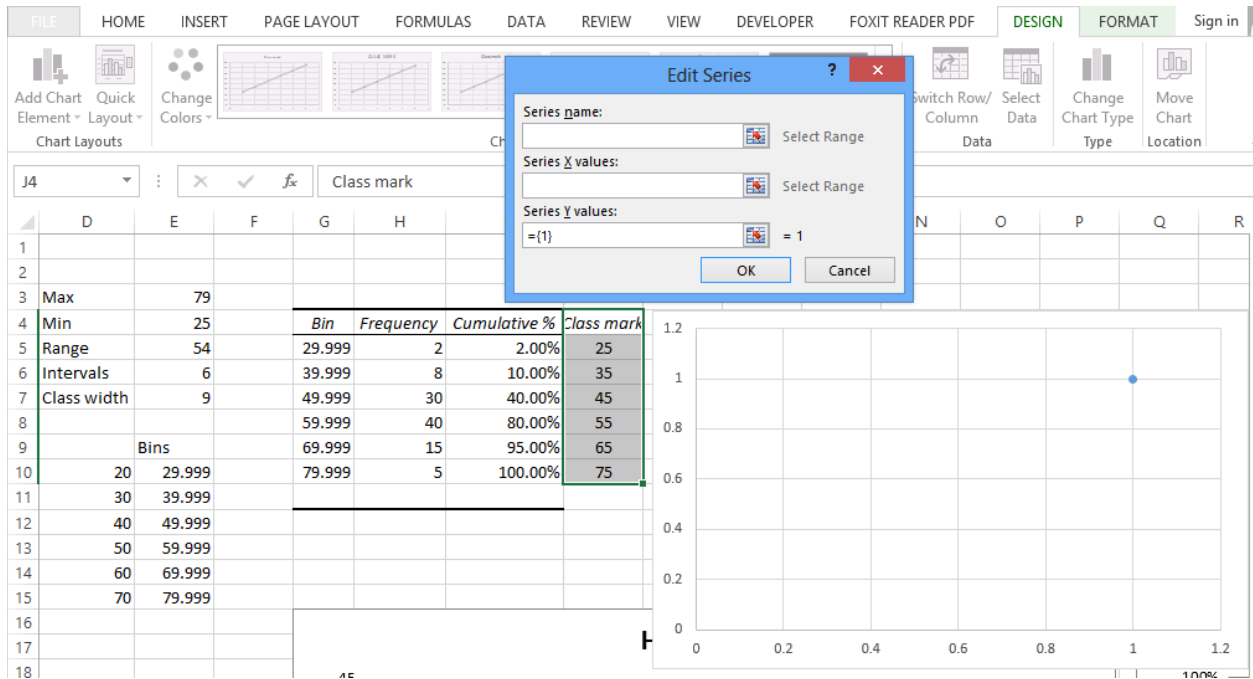 FILE HOME INSERT PAGE LAYOUT FORMULAS DATA REVIEW VIEW DEVELOPER FOXIT READER PDF DESIGN FORMAT Sign in
Add Chart Element Quick Layout Change Colors Switch Row/ Column Select Data Change Chart Type Move Chart
Chart Layouts Ch Data Type Location
Edit Series ? ×
Series name:
Select Range
Series X values:
Select Range
Series Y values:
={1} = 1
OK Cancel
J4 fx Class mark
D E F G H N O P Q R
1
2
3 Max 79
4 Min 25 Bin Frequency Cumulative % Class mark
5 Range 54 29.999 2 2.00% 25
6 Intervals 6 39.999 8 10.00% 35
7 Class width 9 49.999 30 40.00% 45
8 59.999 40 80.00% 55
9 Bins 69.999 15 95.00% 65
10 20 29.999 79.999 5 100.00% 75
11 30 39.999
12 40 49.999
13 50 59.999
14 60 69.999
15 70 79.999
16
17 H
18 45 100%
1.2
1
0.8
0.6
0.4
0.2
0
0 0.2 0.4 0.6 0.8 1 1.2